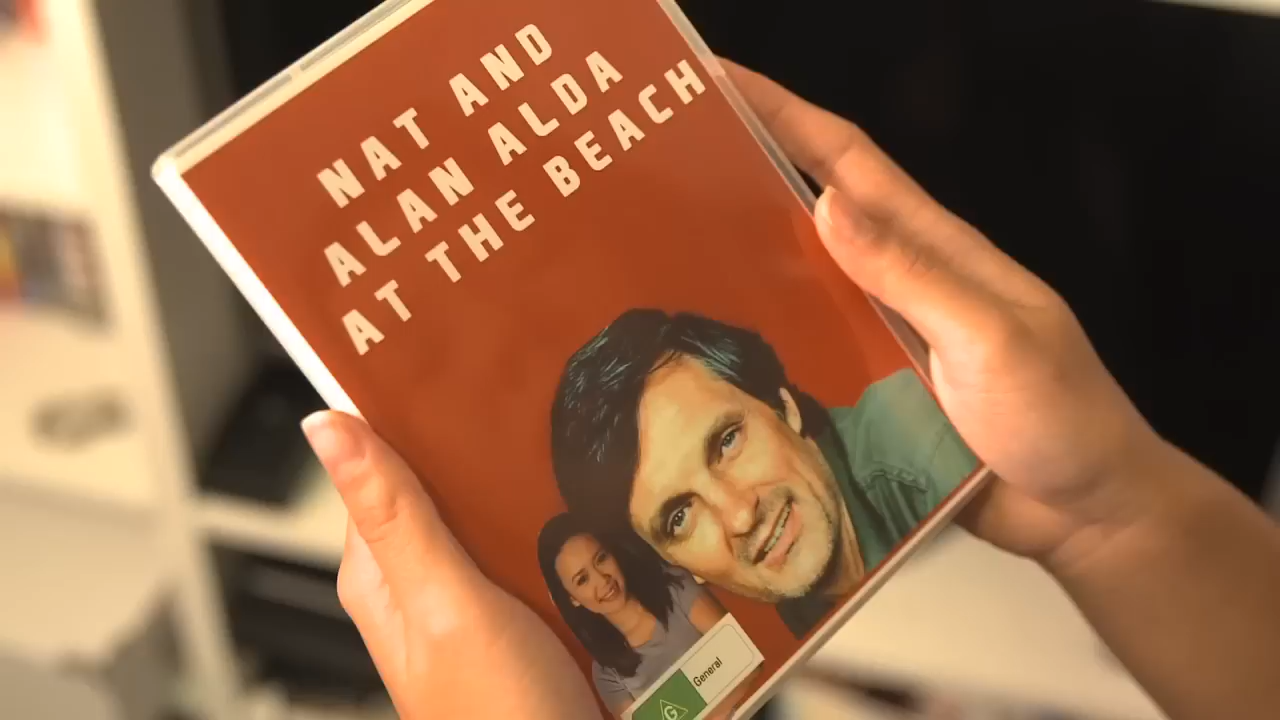 NAT AND
ALAN ALDA
AT THE BEACH
G
General